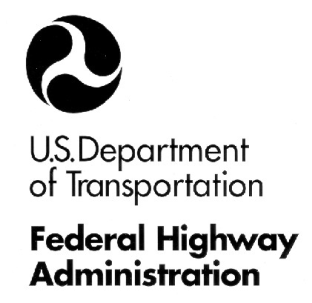 U.S. Department
of Transportation
Federal Highway
Administration